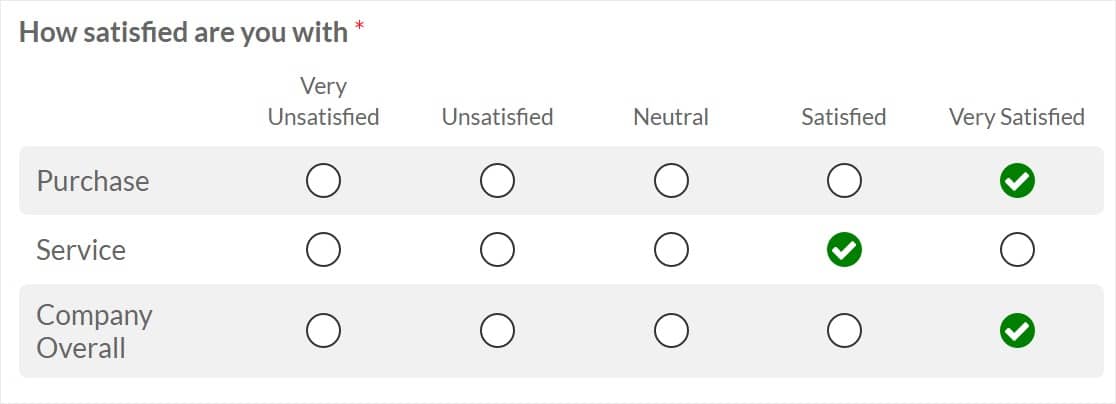 How satisfied are you with *
Very
Unsatisfied
Unsatisfied
Neutral
Satisfied
Very Satisfied
Purchase
Service
Company
Overall